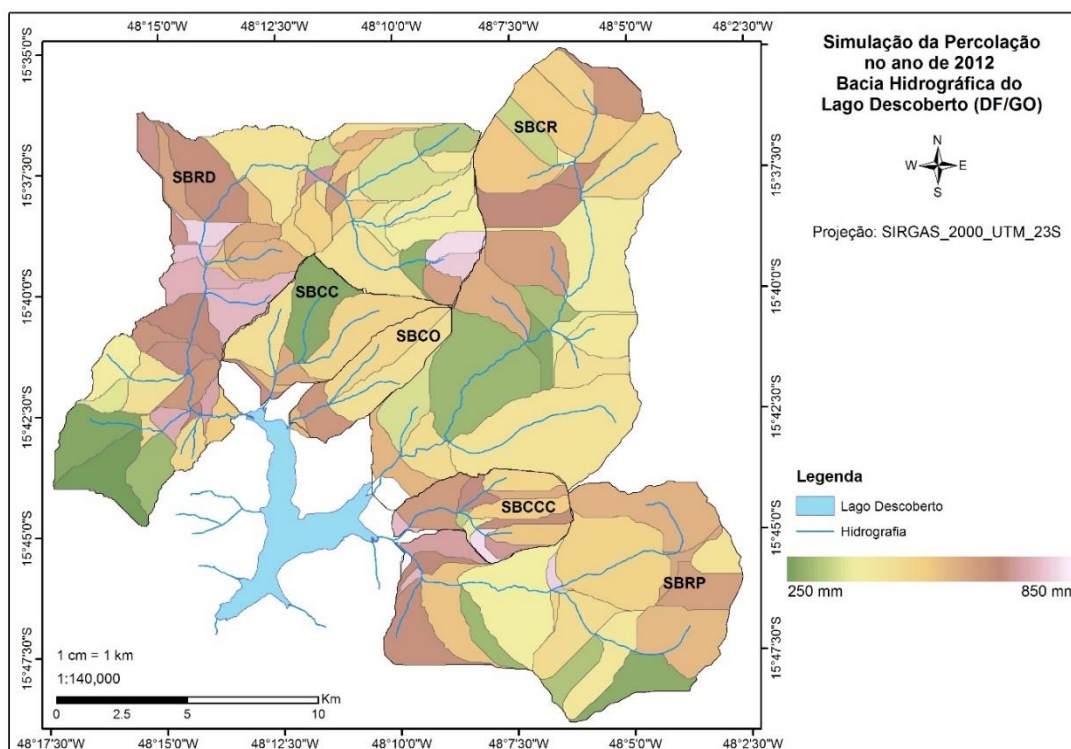 48°15'0"W
48°12'30"W
48°10'0"W
48°7'30"W
48°5'0"W
48°2'30"W
15°35'0"S
15°37'30"S
15°40'0"S
15°42'30"S
15°45'0"S
15°47'30"S
SBRD
SBCR
SBCC
SBCO
SBCCC
SBRP
15°37'30"S
15°40'0"S
15°42'30"S
15°45'0"S
15°47'30"S
1 cm = 1 km
1:140,000
Km
0
2.5
5
10
48°17'30"W
48°15'0"W
48°12'30"W
48°10'0"W
48°7'30"W
48°5'0"W
48°2'30"W
Simulação da Percolação
no ano de 2012
Bacia Hidrográfica do
Lago Descoberto (DF/GO)
N
W
E
S
Projeção: SIRGAS_2000_UTM_23S
Legenda
Lago Descoberto
Hidrografia
250 mm
850 mm